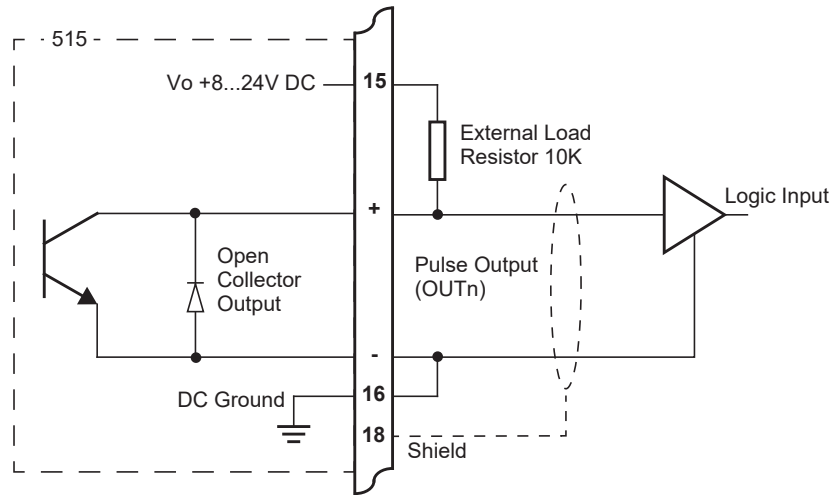 515
Vo +8...24V DC
15
External Load
Resistor 10K
+
Logic Input
Open
Collector
Output
Pulse Output
(OUTn)
-
DC Ground
16
18
Shield